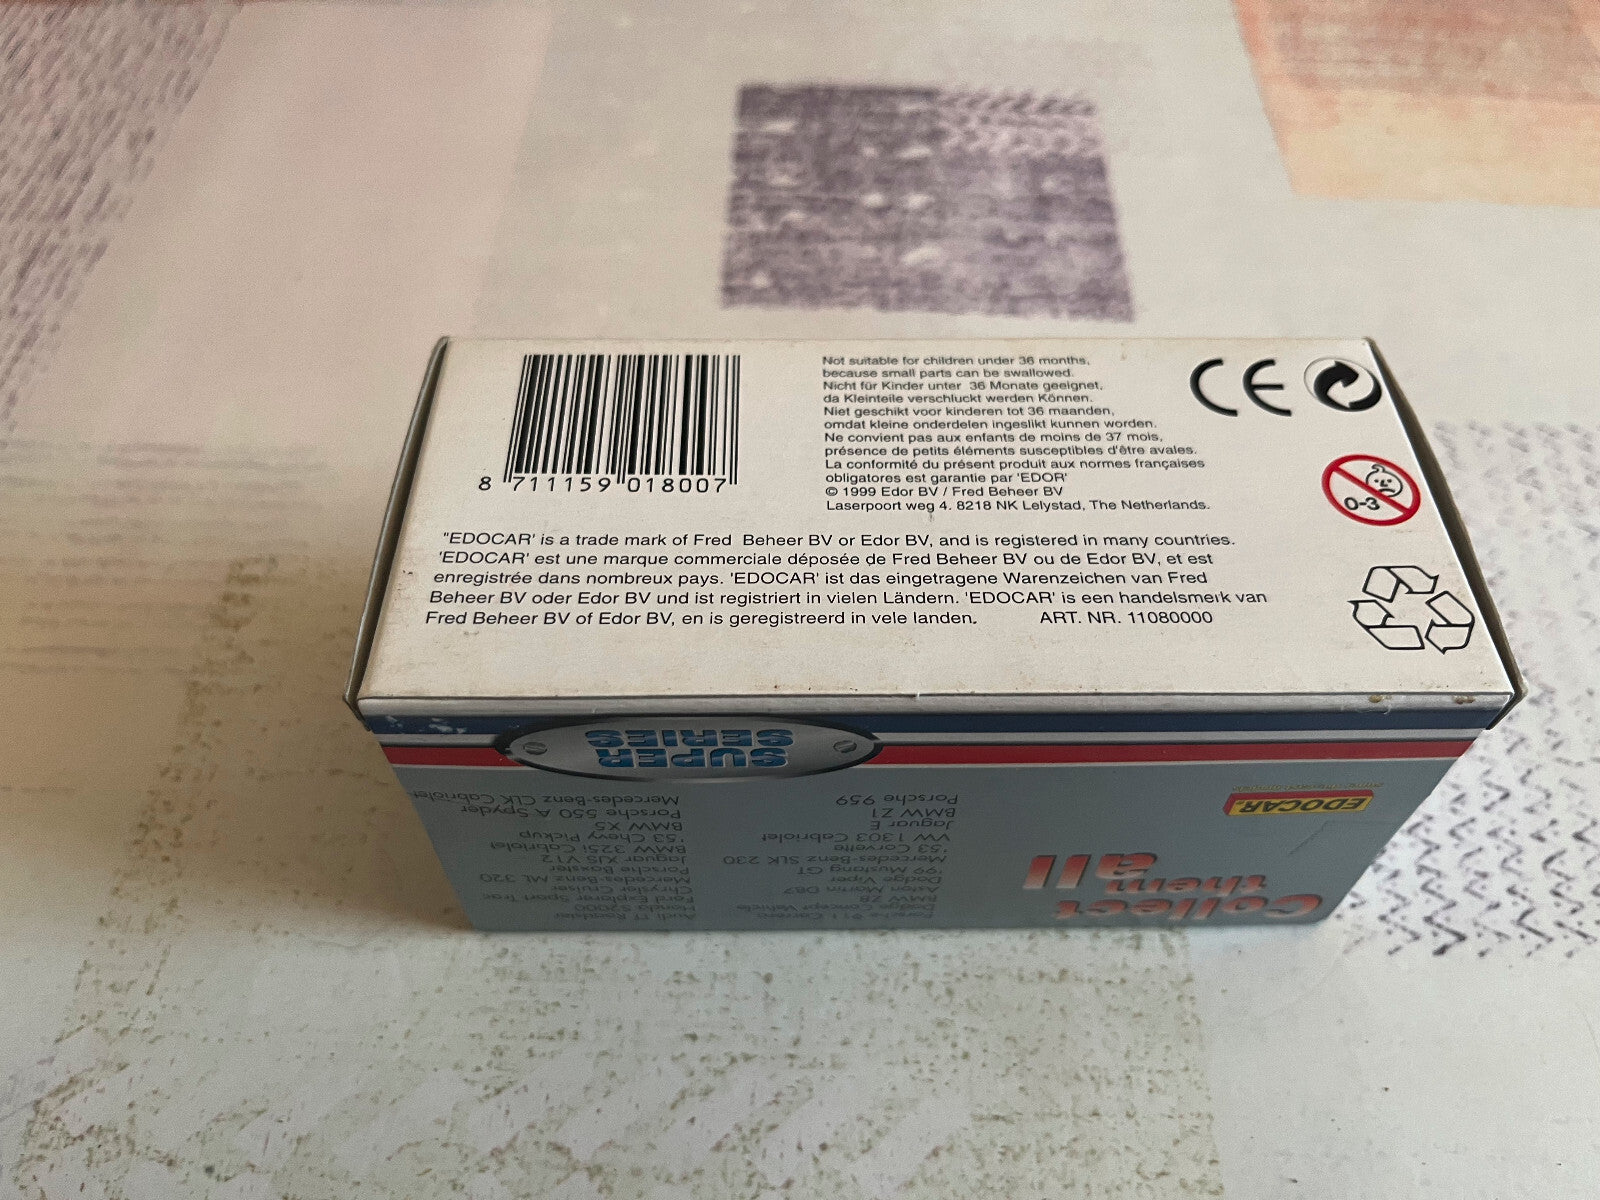 8 711159 018007
Not suitable for children under 36 months,
because small parts can be swallowed.
Nicht für Kinder unter 36 Monate geeignet,
da Kleinteile verschluckt werden Können.
Niet geschikt voor kinderen tot 36 maanden,
omdat kleine onderdelen ingeslikt kunnen worden.
Ne convient pas aux enfants de moins de 37 mois,
présence de petits éléments susceptibles d'être avales.
La conformité du présent produit aux normes françaises
obligatores est garantie par 'EDOR'
© 1999 Edor BV / Fred Beheer BV
Laserpoort weg 4. 8218 NK Lelystad, The Netherlands.
CE
0-3
"EDOCAR' is a trade mark of Fred Beheer BV or Edor BV, and is registered in many countries.
'EDOCAR' est une marque commerciale déposée de Fred Beheer BV ou de Edor BV, et est
enregistrée dans nombreux pays. 'EDOCAR' ist das eingetragene Warenzeichen van Fred
Beheer BV oder Edor BV und ist registriert in vielen Ländern. 'EDOCAR' is een handelsmerk van
Fred Beheer BV of Edor BV, en is geregistreerd in vele landen. ART. NR. 11080000
Collect
them
all
EDOCAR
Porsche 911 Carrera
Dodge Concept Vehicle
BMW Z8
Aston Martin DB7
Dodge Viper
'99 Mustang GT
Mercedes-Benz SLK 230
'53 Corvette
VW 1303 Cabriolet
Jaguar E
BMW Z1
Porsche 959
Audi TT Roadster
Honda S2000
Ford Explorer Sport Trac
Chrysler Cruiser
Mercedes-Benz ML 320
Porsche Boxster
Jaguar XJS V12
BMW 325i Cabriolet
'53 Chevy Pickup
BMW X5
Porsche 550 A Spyder
Mercedes-Benz CLK Cabriolet
SUPER
SERIES